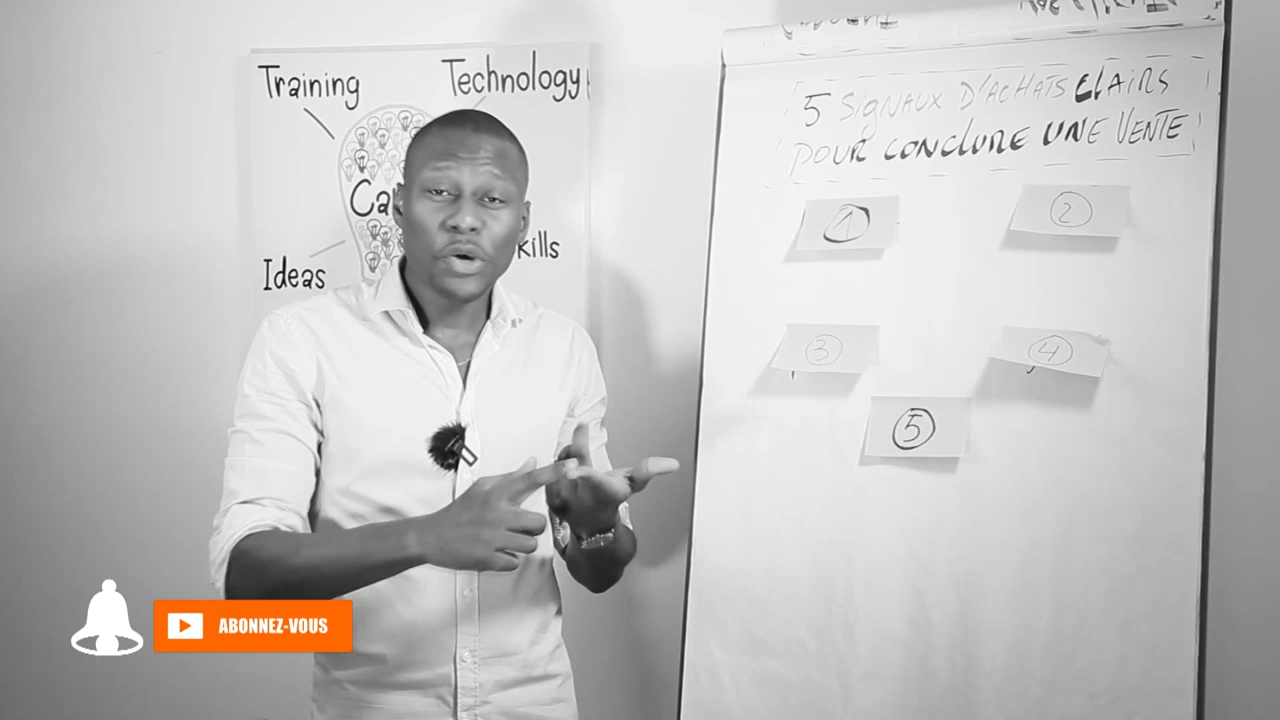 Training
Technology
Ca
Ideas
kills
5 SIGNAUX D'ACHATS CLAIRS
POUR CONCLURE UNE VENTE
1
2
3
4
5
ABONNEZ-VOUS